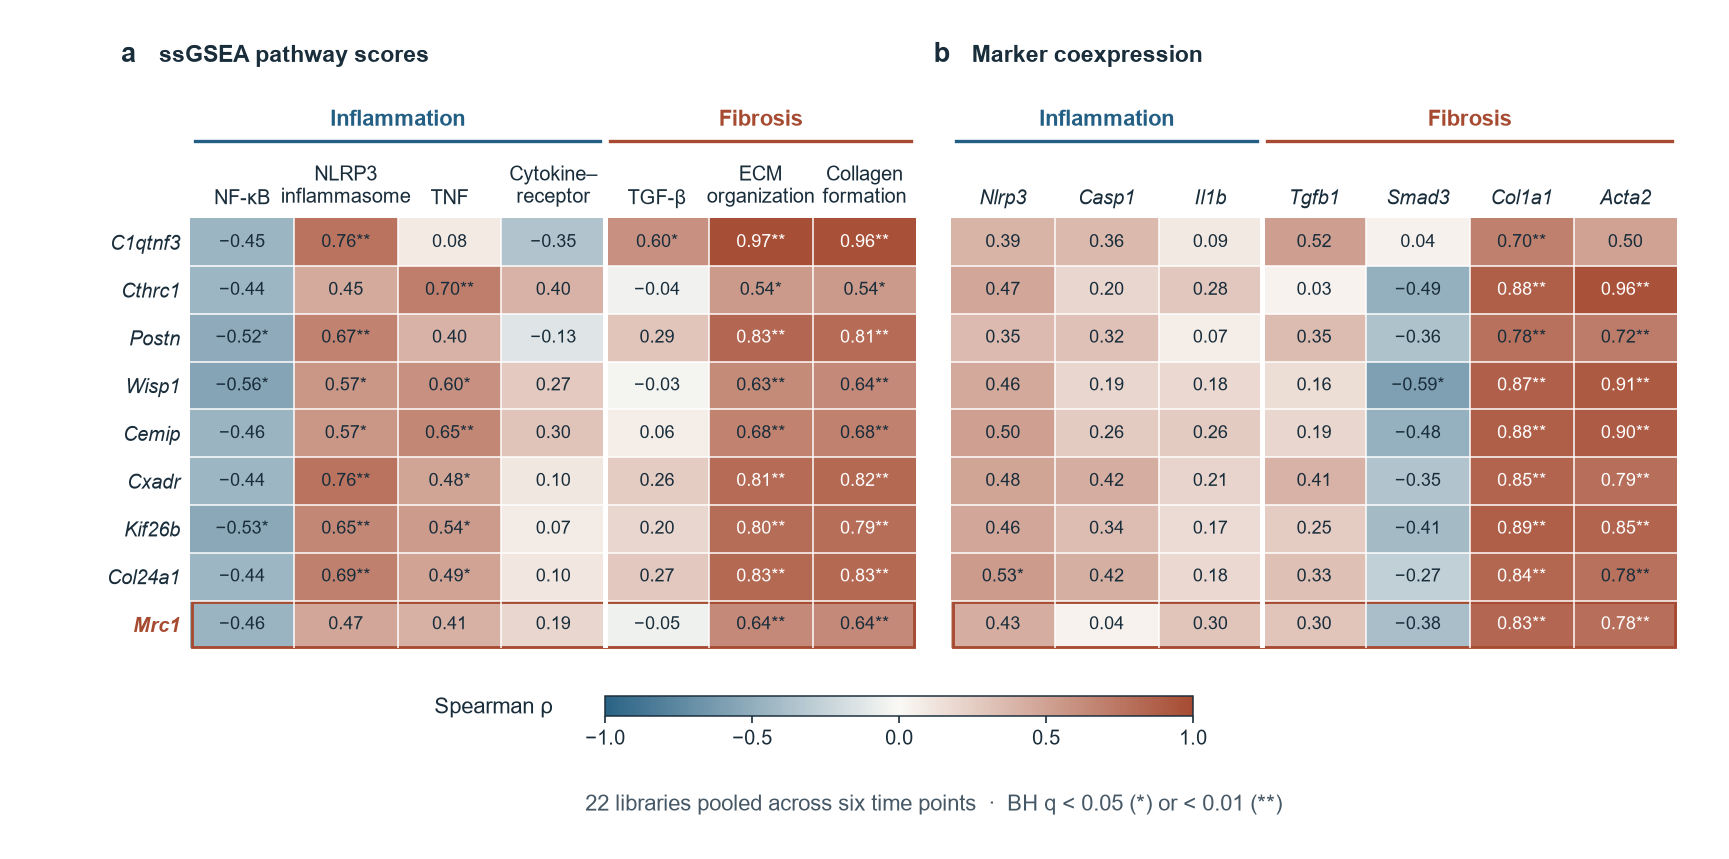 a ssGSEA pathway scores
b Marker coexpression
Inflammation Fibrosis Inflammation Fibrosis
NF-κB NLRP3 inflammasome TNF Cytokine–receptor TGF-β ECM organization Collagen formation Nlrp3 Casp1 Il1b Tgfb1 Smad3 Col1a1 Acta2
C1qtnf3 −0.45 0.76** 0.08 −0.35 0.60* 0.97** 0.96** 0.39 0.36 0.09 0.52 0.04 0.70** 0.50
Cthrc1 −0.44 0.45 0.70** 0.40 −0.04 0.54* 0.54* 0.47 0.20 0.28 0.03 −0.49 0.88** 0.96**
Postn −0.52* 0.67** 0.40 −0.13 0.29 0.83** 0.81** 0.35 0.32 0.07 0.35 −0.36 0.78** 0.72**
Wisp1 −0.56* 0.57* 0.60* 0.27 −0.03 0.63** 0.64** 0.46 0.19 0.18 0.16 −0.59* 0.87** 0.91**
Cemip −0.46 0.57* 0.65** 0.30 0.06 0.68** 0.68** 0.50 0.26 0.26 0.19 −0.48 0.88** 0.90**
Cxadr −0.44 0.76** 0.48* 0.10 0.26 0.81** 0.82** 0.48 0.42 0.21 0.41 −0.35 0.85** 0.79**
Kif26b −0.53* 0.65** 0.54* 0.07 0.20 0.80** 0.79** 0.46 0.34 0.17 0.25 −0.41 0.89** 0.85**
Col24a1 −0.44 0.69** 0.49* 0.10 0.27 0.83** 0.83** 0.53* 0.42 0.18 0.33 −0.27 0.84** 0.78**
Mrc1 −0.46 0.47 0.41 0.19 −0.05 0.64** 0.64** 0.43 0.04 0.30 0.30 −0.38 0.83** 0.78**
Spearman ρ
−1.0 −0.5 0.0 0.5 1.0
22 libraries pooled across six time points · BH q < 0.05 (*) or < 0.01 (**)